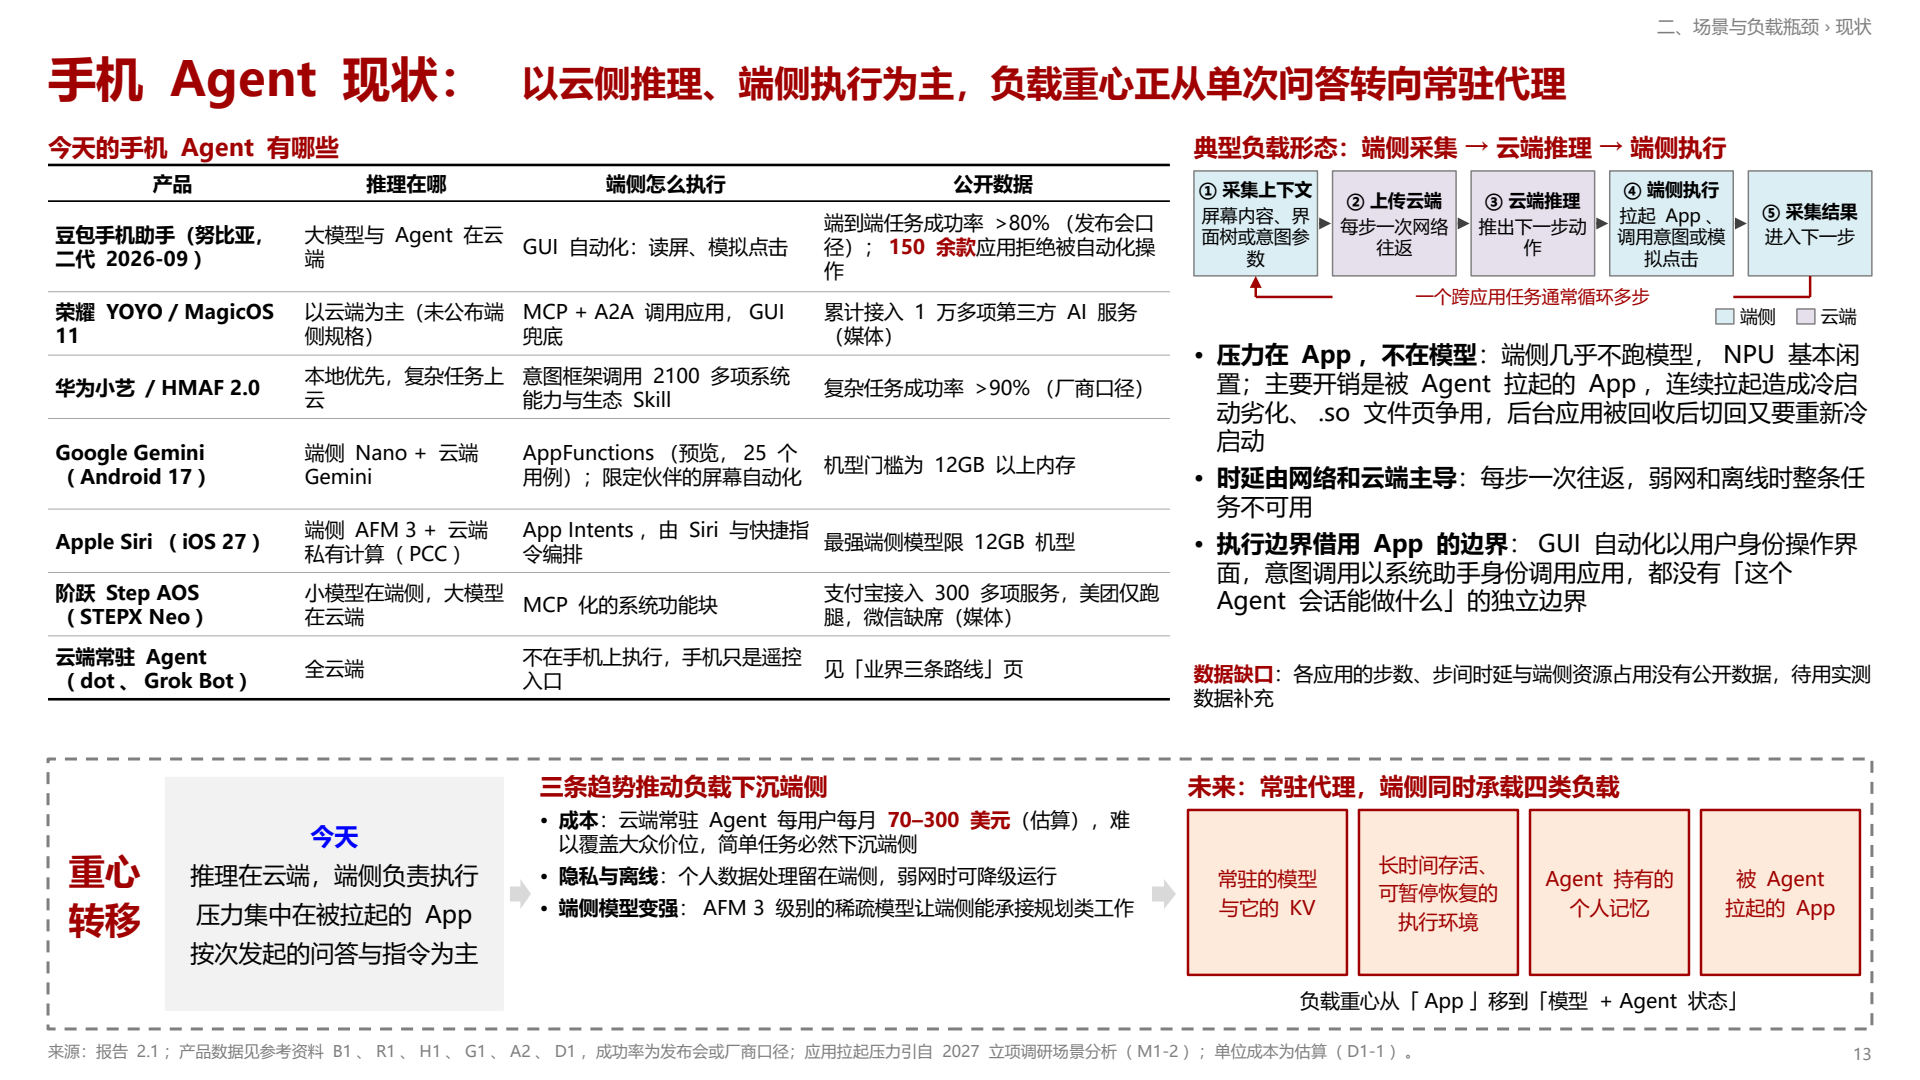 二、场景与负载瓶颈 › 现状
手机 Agent 现状： 以云侧推理、端侧执行为主，负载重心正从单次问答转向常驻代理
今天的手机 Agent 有哪些
产品 推理在哪 端侧怎么执行 公开数据
豆包手机助手（努比亚，
二代 2026-09 ）
大模型与 Agent 在云
端
GUI 自动化：读屏、模拟点击
端到端任务成功率 >80% （发布会口
径）； 150 余款应用拒绝被自动化操
作
荣耀 YOYO / MagicOS
11
以云端为主（未公布端
侧规格）
MCP + A2A 调用应用， GUI
兜底
累计接入 1 万多项第三方 AI 服务
（媒体）
华为小艺 / HMAF 2.0
本地优先，复杂任务上
云
意图框架调用 2100 多项系统
能力与生态 Skill
复杂任务成功率 >90% （厂商口径）
Google Gemini
（ Android 17 ）
端侧 Nano + 云端
Gemini
AppFunctions （预览， 25 个
用例）；限定伙伴的屏幕自动化
机型门槛为 12GB 以上内存
Apple Siri （ iOS 27 ）
端侧 AFM 3 + 云端
私有计算（ PCC ）
App Intents ，由 Siri 与快捷指
令编排
最强端侧模型限 12GB 机型
阶跃 Step AOS
（ STEPX Neo ）
小模型在端侧，大模型
在云端
MCP 化的系统功能块
支付宝接入 300 多项服务，美团仅跑
腿，微信缺席（媒体）
云端常驻 Agent
（ dot 、 Grok Bot ）
全云端
不在手机上执行，手机只是遥控
入口
见「业界三条路线」页
典型负载形态：端侧采集 → 云端推理 → 端侧执行
① 采集上下文
屏幕内容、界
面树或意图参
数
② 上传云端
每步一次网络
往返
③ 云端推理
推出下一步动
作
④ 端侧执行
拉起 App 、
调用意图或模
拟点击
⑤ 采集结果
进入下一步
一个跨应用任务通常循环多步
端侧 云端
• 压力在 App ，不在模型：端侧几乎不跑模型， NPU 基本闲
置；主要开销是被 Agent 拉起的 App ，连续拉起造成冷启
动劣化、 .so 文件页争用，后台应用被回收后切回又要重新冷
启动
• 时延由网络和云端主导：每步一次往返，弱网和离线时整条任
务不可用
• 执行边界借用 App 的边界： GUI 自动化以用户身份操作界
面，意图调用以系统助手身份调用应用，都没有「这个
Agent 会话能做什么」的独立边界
数据缺口：各应用的步数、步间时延与端侧资源占用没有公开数据，待用实测
数据补充
重心
转移
今天
推理在云端，端侧负责执行
压力集中在被拉起的 App
按次发起的问答与指令为主
三条趋势推动负载下沉端侧
• 成本：云端常驻 Agent 每用户每月 70–300 美元（估算），难
以覆盖大众价位，简单任务必然下沉端侧
• 隐私与离线：个人数据处理留在端侧，弱网时可降级运行
• 端侧模型变强： AFM 3 级别的稀疏模型让端侧能承接规划类工作
未来：常驻代理，端侧同时承载四类负载
常驻的模型
与它的 KV
长时间存活、
可暂停恢复的
执行环境
Agent 持有的
个人记忆
被 Agent
拉起的 App
负载重心从「 App 」移到「模型 + Agent 状态」
来源：报告 2.1 ；产品数据见参考资料 B1 、 R1 、 H1 、 G1 、 A2 、 D1 ，成功率为发布会或厂商口径；应用拉起压力引自 2027 立项调研场景分析（ M1-2 ）；单位成本为估算（ D1-1 ）。
13